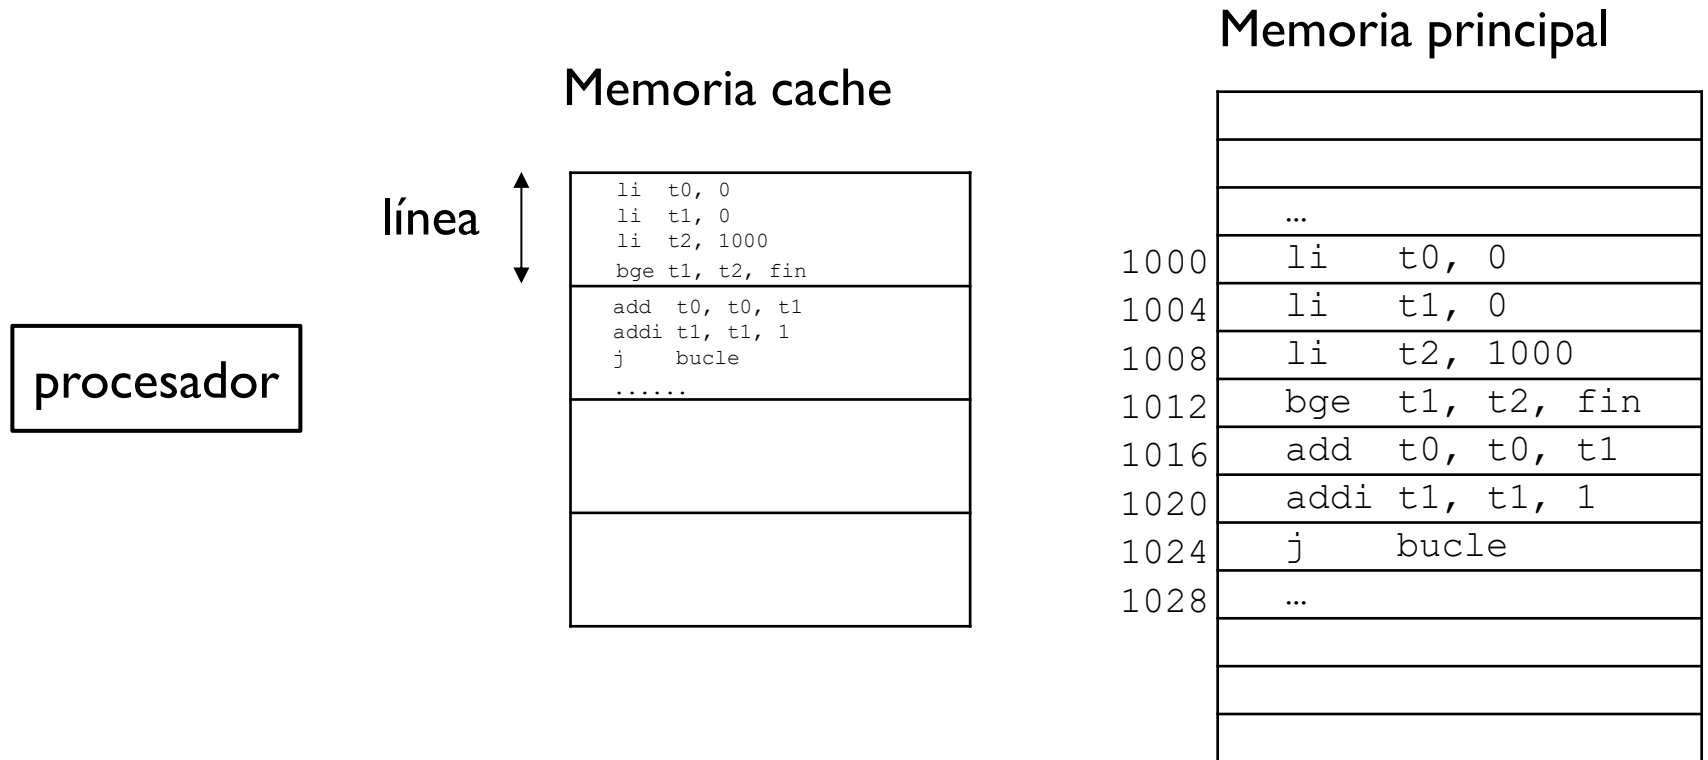 Memoria principal
Memoria cache
línea
procesador
li t0, 0
li t1, 0
li t2, 1000
bge t1, t2, fin
add t0, t0, t1
addi t1, t1, 1
j bucle
......
…
1000 li t0, 0
1004 li t1, 0
1008 li t2, 1000
1012 bge t1, t2, fin
1016 add t0, t0, t1
1020 addi t1, t1, 1
1024 j bucle
1028 …